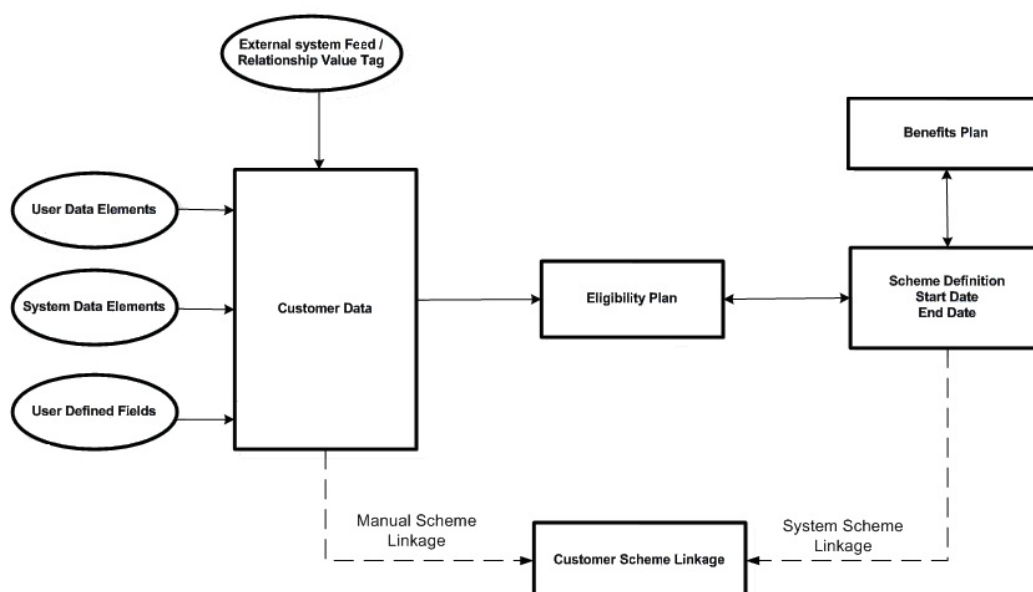 External system Feed /
Relationship Value Tag
Benefits Plan
User Data Elements
System Data Elements
Customer Data
Eligibility Plan
Scheme Definition
Start Date
End Date
User Defined Fields
Manual Scheme
Linkage
Customer Scheme Linkage
System Scheme
Linkage